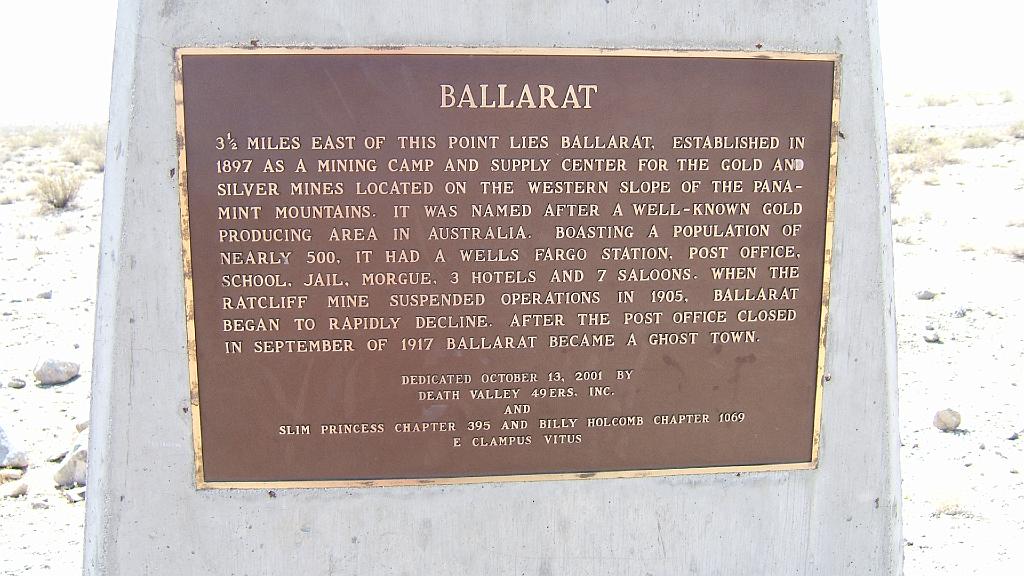 BALLARAT
3½ MILES EAST OF THIS POINT LIES BALLARAT, ESTABLISHED IN
1897 AS A MINING CAMP AND SUPPLY CENTER FOR THE GOLD AND
SILVER MINES LOCATED ON THE WESTERN SLOPE OF THE PANA-
MINT MOUNTAINS. IT WAS NAMED AFTER A WELL-KNOWN GOLD
PRODUCING AREA IN AUSTRALIA. BOASTING A POPULATION OF
NEARLY 500, IT HAD A WELLS FARGO STATION, POST OFFICE,
SCHOOL, JAIL, MORGUE, 3 HOTELS AND 7 SALOONS. WHEN THE
RATCLIFF MINE SUSPENDED OPERATIONS IN 1905, BALLARAT
BEGAN TO RAPIDLY DECLINE. AFTER THE POST OFFICE CLOSED
IN SEPTEMBER OF 1917 BALLARAT BECAME A GHOST TOWN.
DEDICATED OCTOBER 13, 2001 BY
DEATH VALLEY 49ERS, INC.
AND
SLIM PRINCESS CHAPTER 395 AND BILLY HOLCOMB CHAPTER 1069
E CLAMPUS VITUS